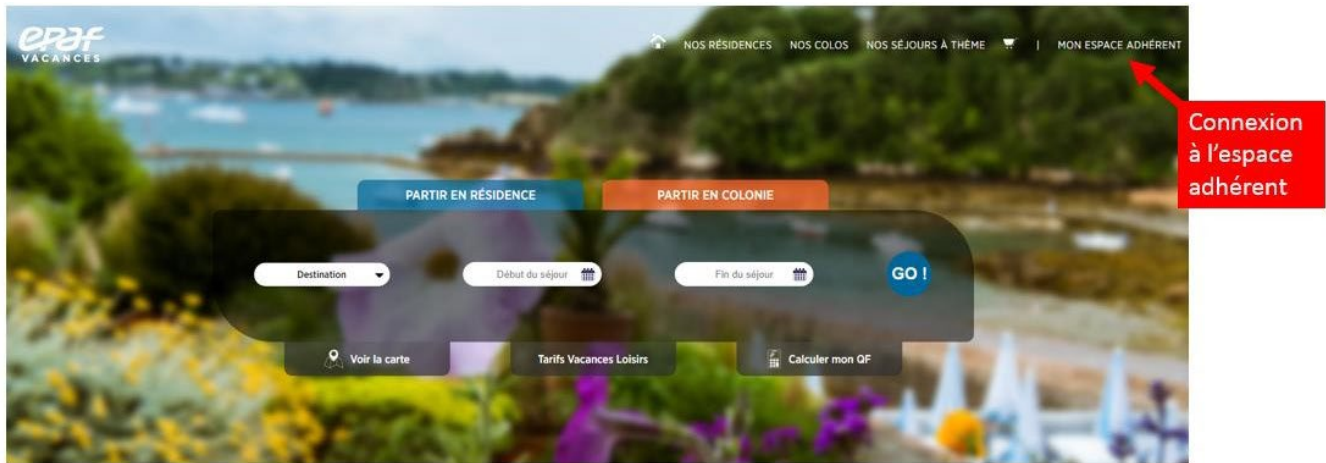 epaf
VACANCES
NOS RÉSIDENCES NOS COLOS NOS SÉJOURS À THÈME | MON ESPACE ADHÉRENT
Connexion
à l'espace
adhérent
PARTIR EN RÉSIDENCE PARTIR EN COLONIE
Destination Début du séjour Fin du séjour GO !
Voir la carte Tarifs Vacances Loisirs Calculer mon QF